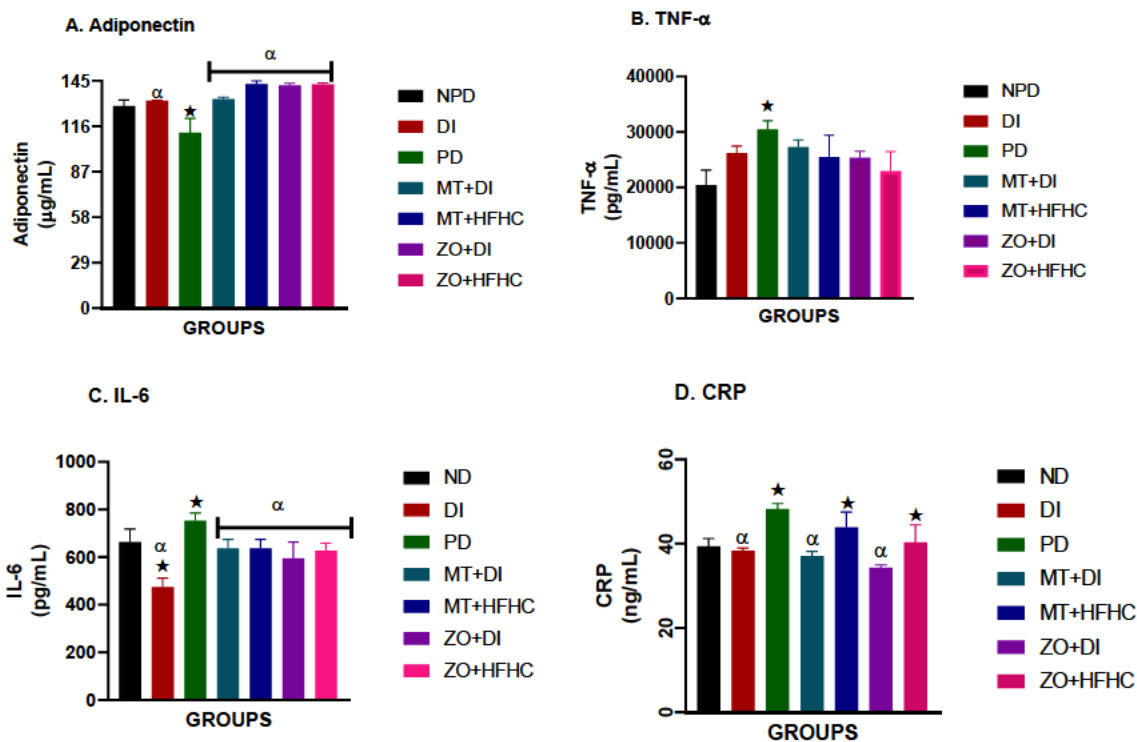 A. Adiponectin
α
α
★
145
116
87
58
29
0
Adiponectin
(µg/mL)
GROUPS
NPD
DI
PD
MT+DI
MT+HFHC
ZO+DI
ZO+HFHC
B. TNF-α
★
40000
30000
20000
10000
0
TNF-α
(pg/mL)
GROUPS
NPD
DI
PD
MT+DI
MT+HFHC
ZO+DI
ZO+HFHC
C. IL-6
α
★
★
α
1000
800
600
400
200
0
IL-6
(pg/mL)
GROUPS
ND
DI
PD
MT+DI
MT+HFHC
ZO+DI
ZO+HFHC
D. CRP
α
★
α
★
α
★
60
40
20
0
CRP
(ng/mL)
GROUPS
ND
DI
PD
MT+DI
MT+HFHC
ZO+DI
ZO+HFHC